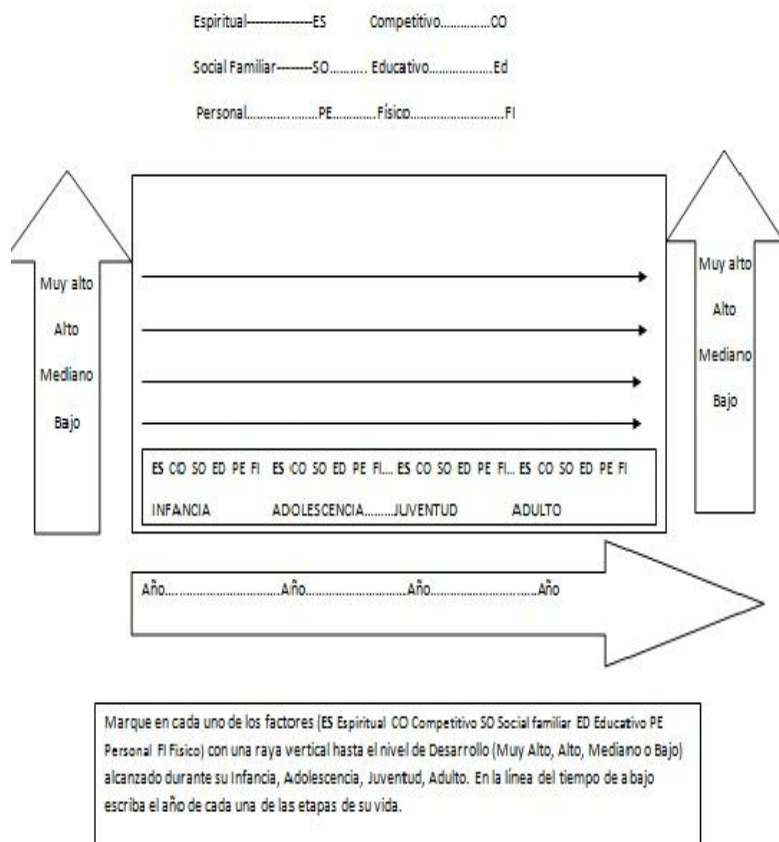 Espiritual---------------ES Competitivo...............CO
Social Familiar--------SO........... Educativo...................Ed
Personal.....................PE.............Físico............................FI
Muy alto
Alto
Mediano
Bajo
Muy alto
Alto
Mediano
Bajo
ES CO SO ED PE FI ES CO SO ED PE FI.... ES CO SO ED PE FI... ES CO SO ED PE FI
INFANCIA ADOLESCENCIA.........JUVENTUD ADULTO
Año...................................Año...............................Año................................Año
Marque en cada uno de los factores (ES Espiritual CO Competitivo SO Social familiar ED Educativo PE
Personal FI Fisico) con una raya vertical hasta el nivel de Desarrollo (Muy Alto, Alto, Mediano o Bajo)
alcanzado durante su Infancia, Adolescencia, Juventud, Adulto. En la línea del tiempo de abajo
escriba el año de cada una de las etapas de su vida.